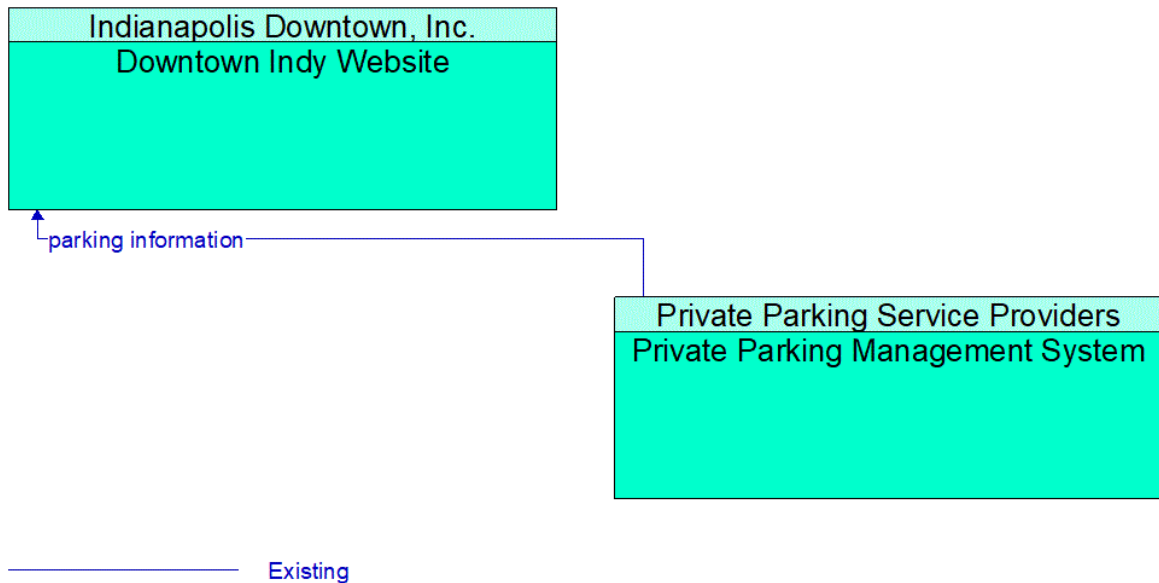 Indianapolis Downtown, Inc.
Downtown Indy Website
parking information
Private Parking Service Providers
Private Parking Management System
Existing